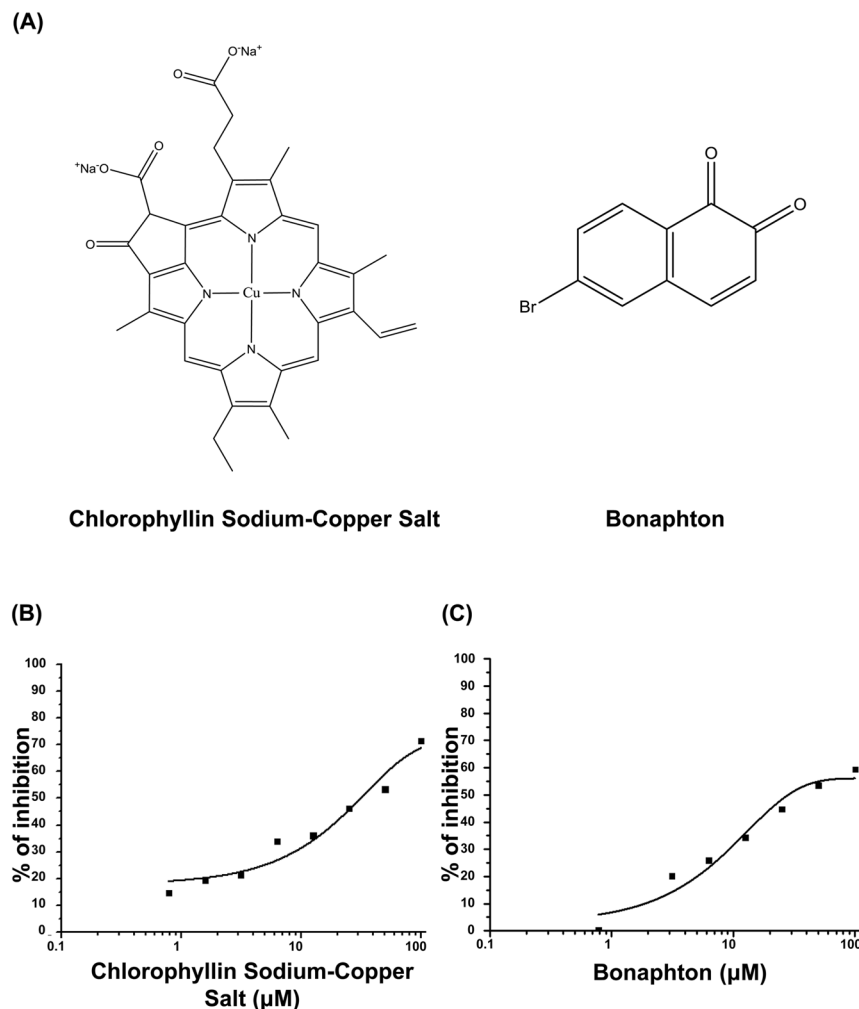 (A)
O⁻Na⁺
O
O
⁺Na⁻O
O
O
O
N
N
Cu
N
N
Br
Chlorophyllin Sodium-Copper Salt
Bonaphton
(B)
% of inhibition
100
90
80
70
60
50
40
30
20
10
0
0.1
1
10
100
Chlorophyllin Sodium-Copper
Salt (µM)
(C)
% of inhibition
100
90
80
70
60
50
40
30
20
10
0
0.1
1
10
100
Bonaphton (µM)